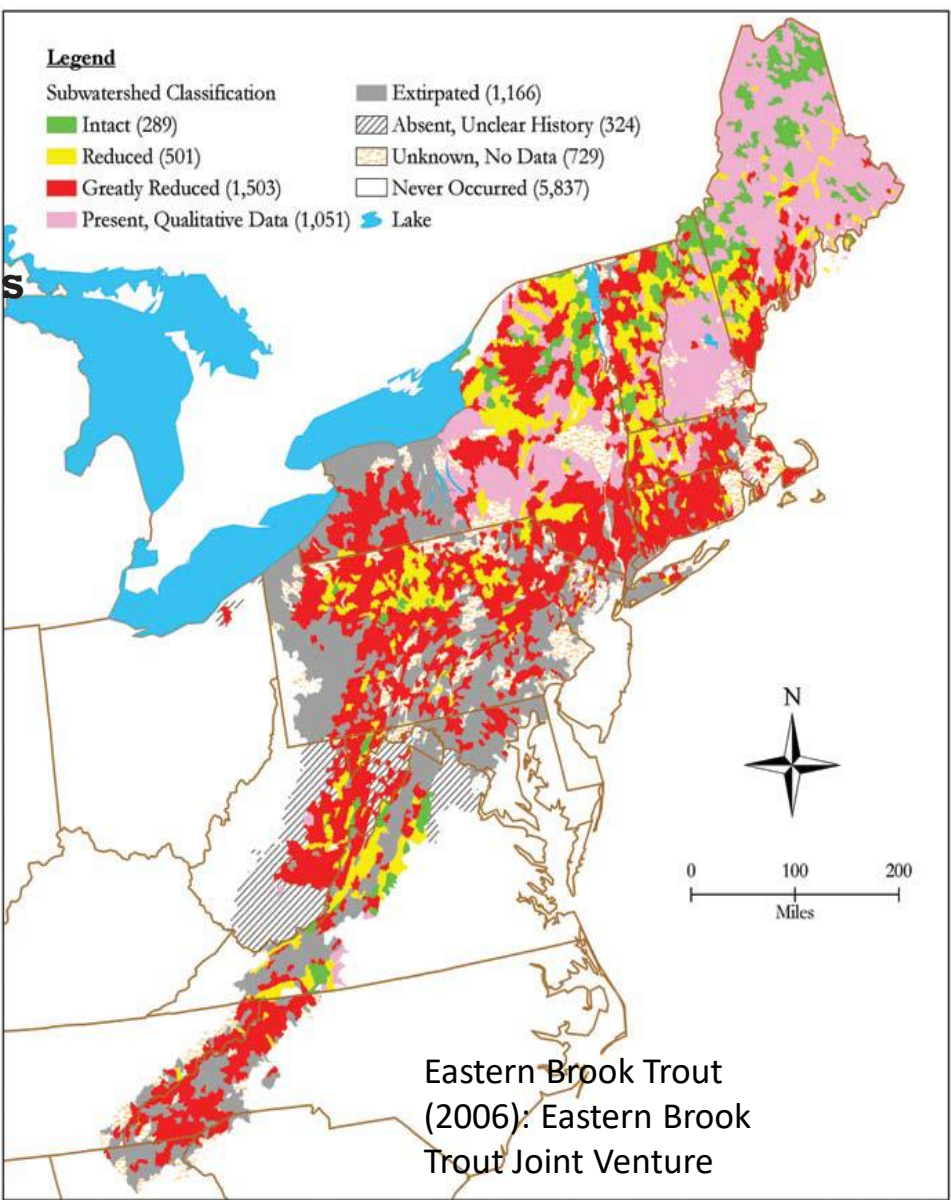 Legend
Subwatershed Classification
Intact (289)
Reduced (501)
Greatly Reduced (1,503)
Present, Qualitative Data (1,051)
Extirpated (1,166)
Absent, Unclear History (324)
Unknown, No Data (729)
Never Occurred (5,837)
Lake
s
N
0 100 200
Miles
Eastern Brook Trout
(2006): Eastern Brook
Trout Joint Venture